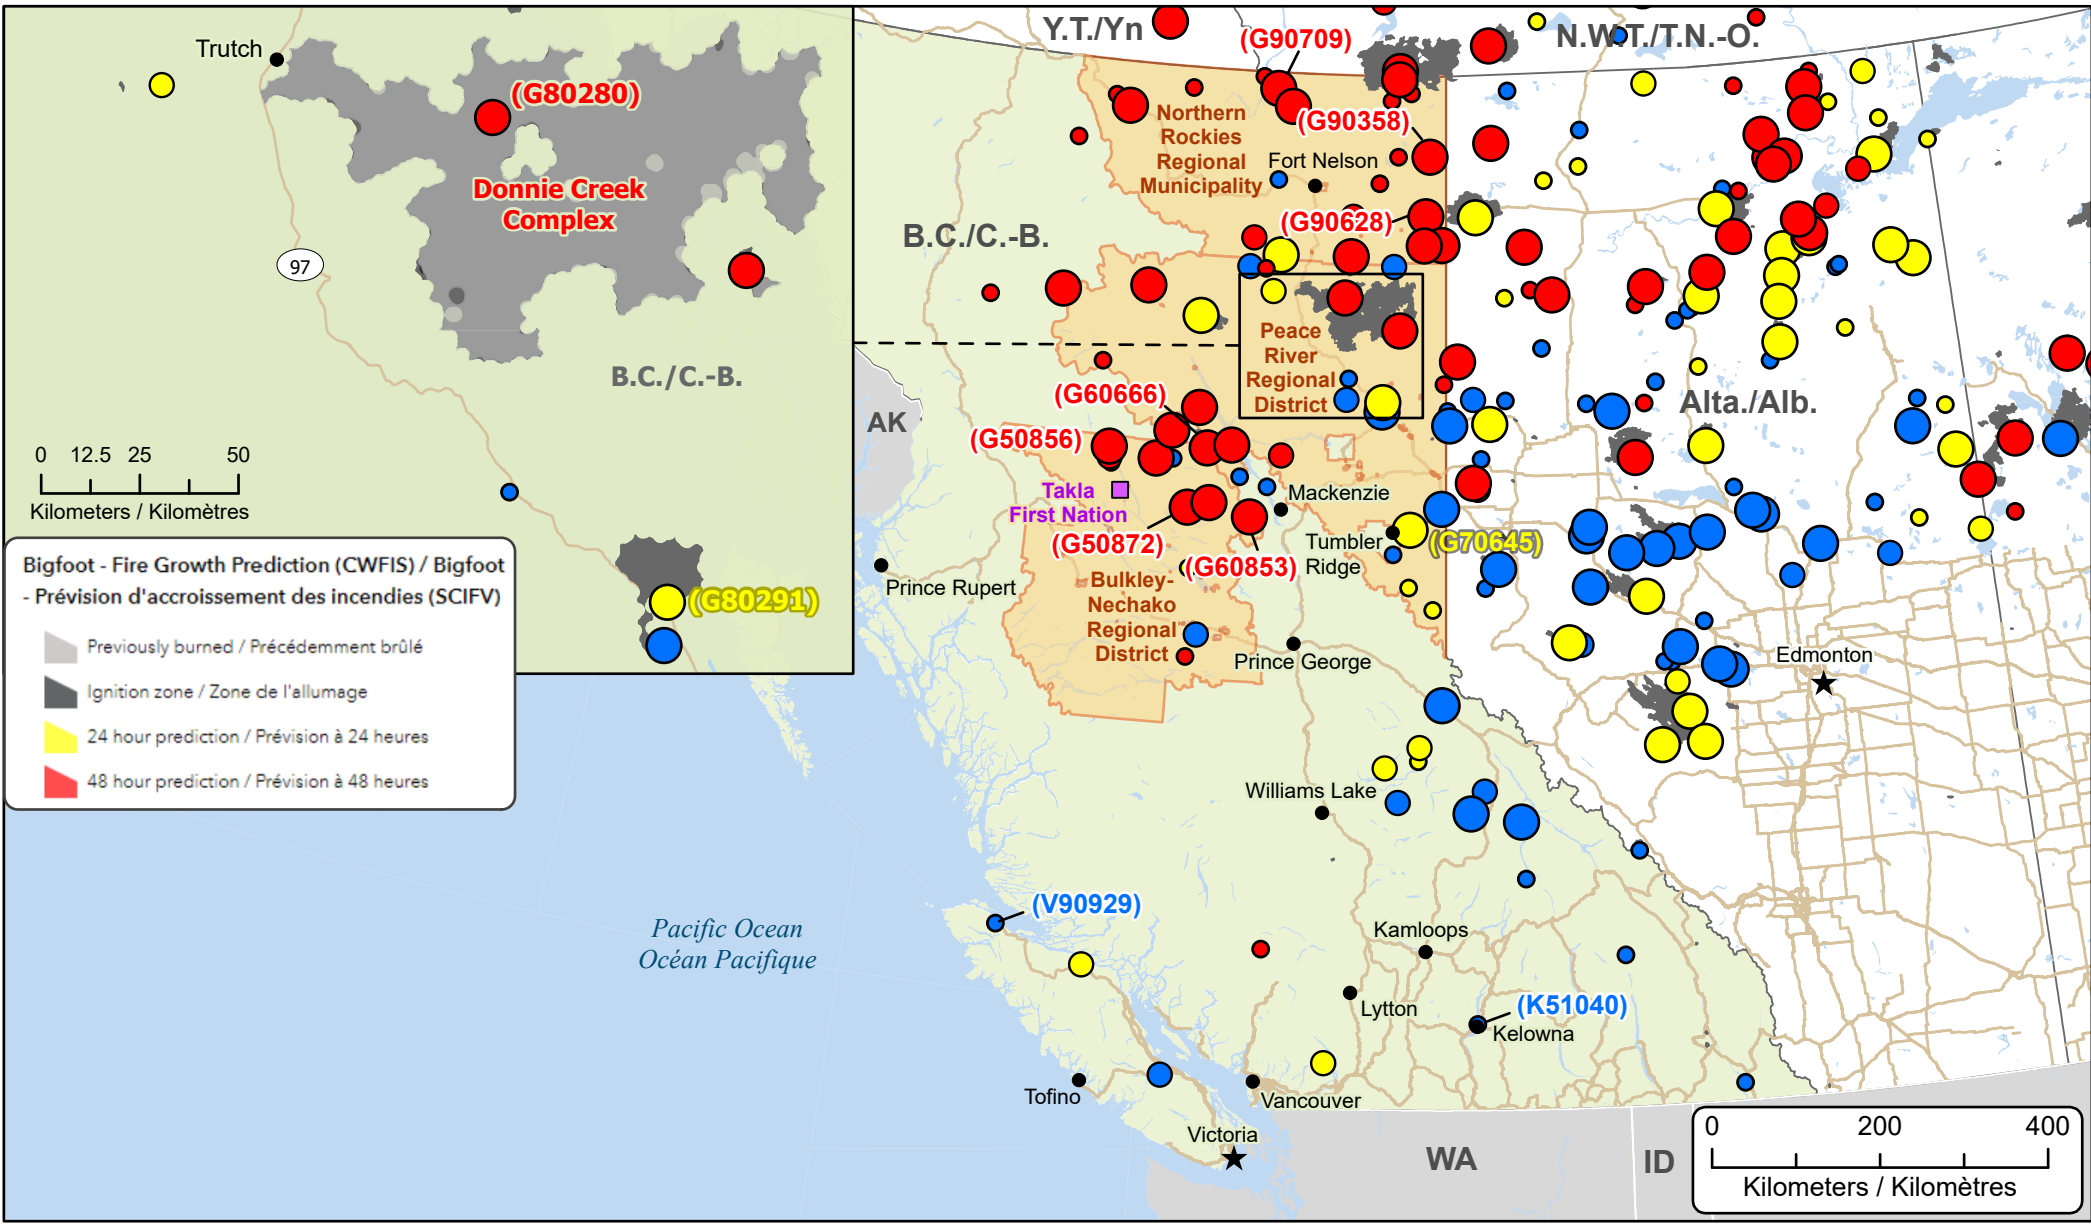 Trutch
(G80280)
Donnie Creek
Complex
97
B.C./C.-B.
0 12.5 25 50
Kilometers / Kilomètres
(G80291)
Bigfoot - Fire Growth Prediction (CWFIS) / Bigfoot
- Prévision d'accroissement des incendies (SCIFV)
Previously burned / Précédemment brûlé
Ignition zone / Zone de l'allumage
24 hour prediction / Prévision à 24 heures
48 hour prediction / Prévision à 48 heures
Y.T./Yn
(G90709)
N.W.T./T.N.-O.
Northern
Rockies
Regional
Municipality
(G90358)
Fort Nelson
B.C./C.-B.
(G90628)
Peace
River
Regional
District
AK
(G60666)
(G50856)
Alta./Alb.
Takla
First Nation
Mackenzie
(G50872)
(G60853)
Tumbler
Ridge
(G70645)
Prince Rupert
Bulkley-
Nechako
Regional
District
Prince George
Edmonton
Williams Lake
(V90929)
Pacific Ocean
Océan Pacifique
Kamloops
Lytton
(K51040)
Kelowna
Tofino
Vancouver
Victoria
WA
ID
0 200 400
Kilometers / Kilomètres